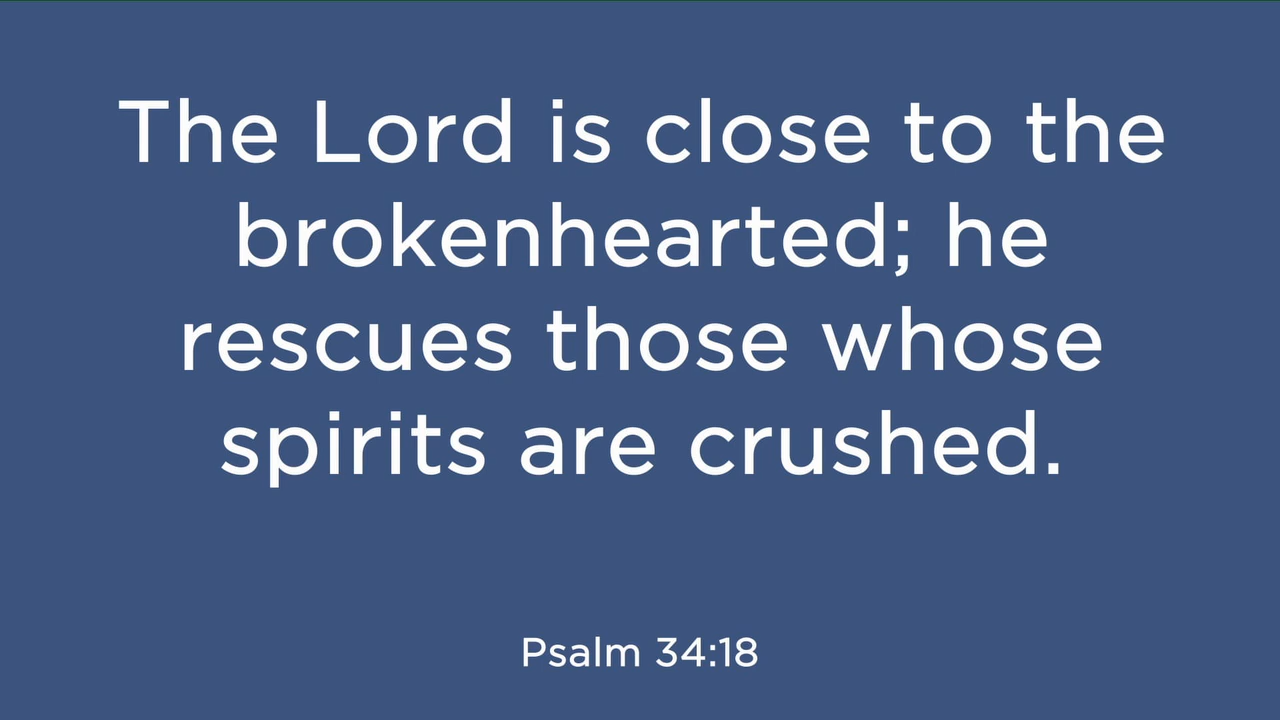 The Lord is close to the
brokenhearted; he
rescues those whose
spirits are crushed.
Psalm 34:18